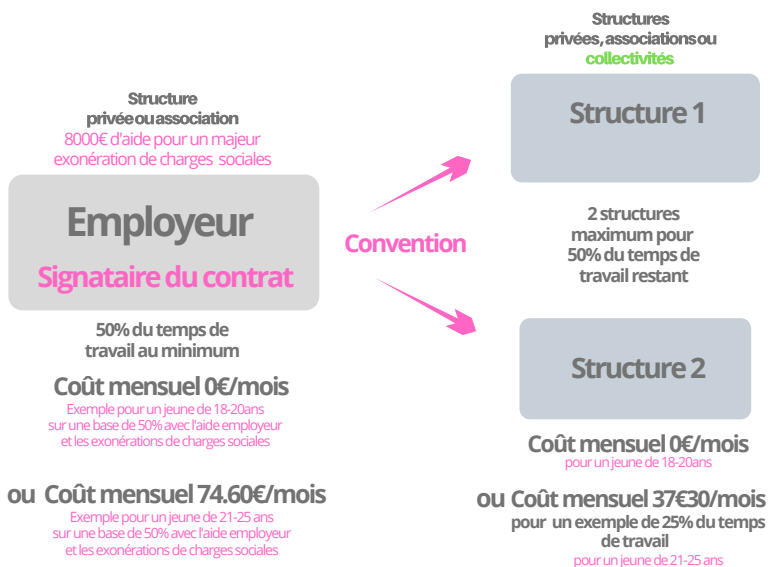 Structure
privée ou association
8000€ d'aide pour un majeur
exonération de charges sociales
Employeur
Signataire du contrat
50% du temps de
travail au minimum
Coût mensuel 0€/mois
Exemple pour un jeune de 18-20ans
sur une base de 50% avec l'aide employeur
et les exonérations de charges sociales
ou Coût mensuel 74.60€/mois
Exemple pour un jeune de 21-25 ans
sur une base de 50% avec l'aide employeur
et les exonérations de charges sociales
Convention
Structures
privées, associations ou
collectivités
Structure 1
2 structures
maximum pour
50% du temps de
travail restant
Structure 2
Coût mensuel 0€/mois
pour un jeune de 18-20ans
ou Coût mensuel 37€30/mois
pour un exemple de 25% du temps
de travail
pour un jeune de 21-25 ans